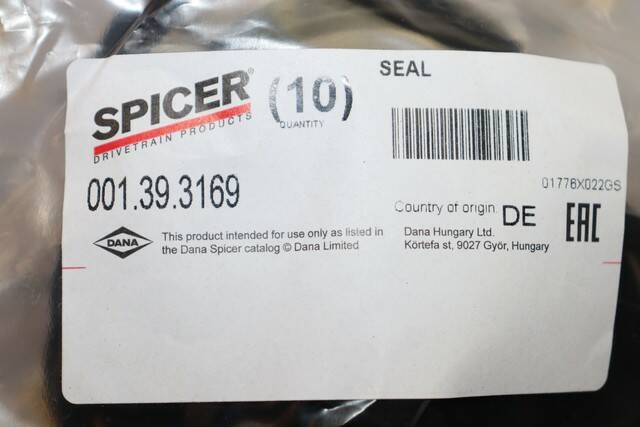 SEAL
SPICER®
DRIVETRAIN PRODUCTS
(10)
QUANTITY
01776X022GS
001.39.3169
Country of origin DE
EAC
DANA
This product intended for use only as listed in
the Dana Spicer catalog © Dana Limited
Dana Hungary Ltd.
Körtefa st, 9027 Györ, Hungary